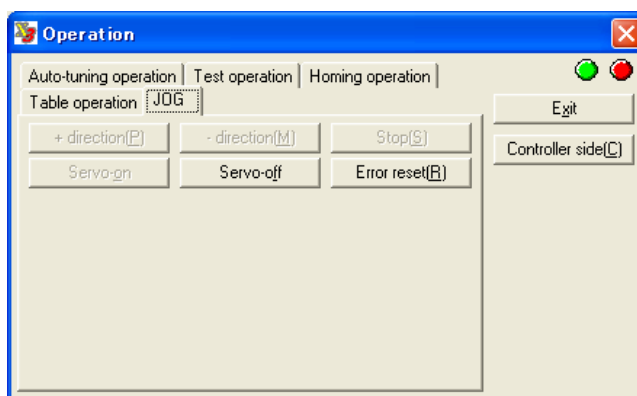 Operation
Auto-tuning operation Test operation Homing operation
Table operation JOG
Exit
+ direction(P) - direction(M) Stop(S)
Controller side(C)
Servo-on Servo-off Error reset(R)